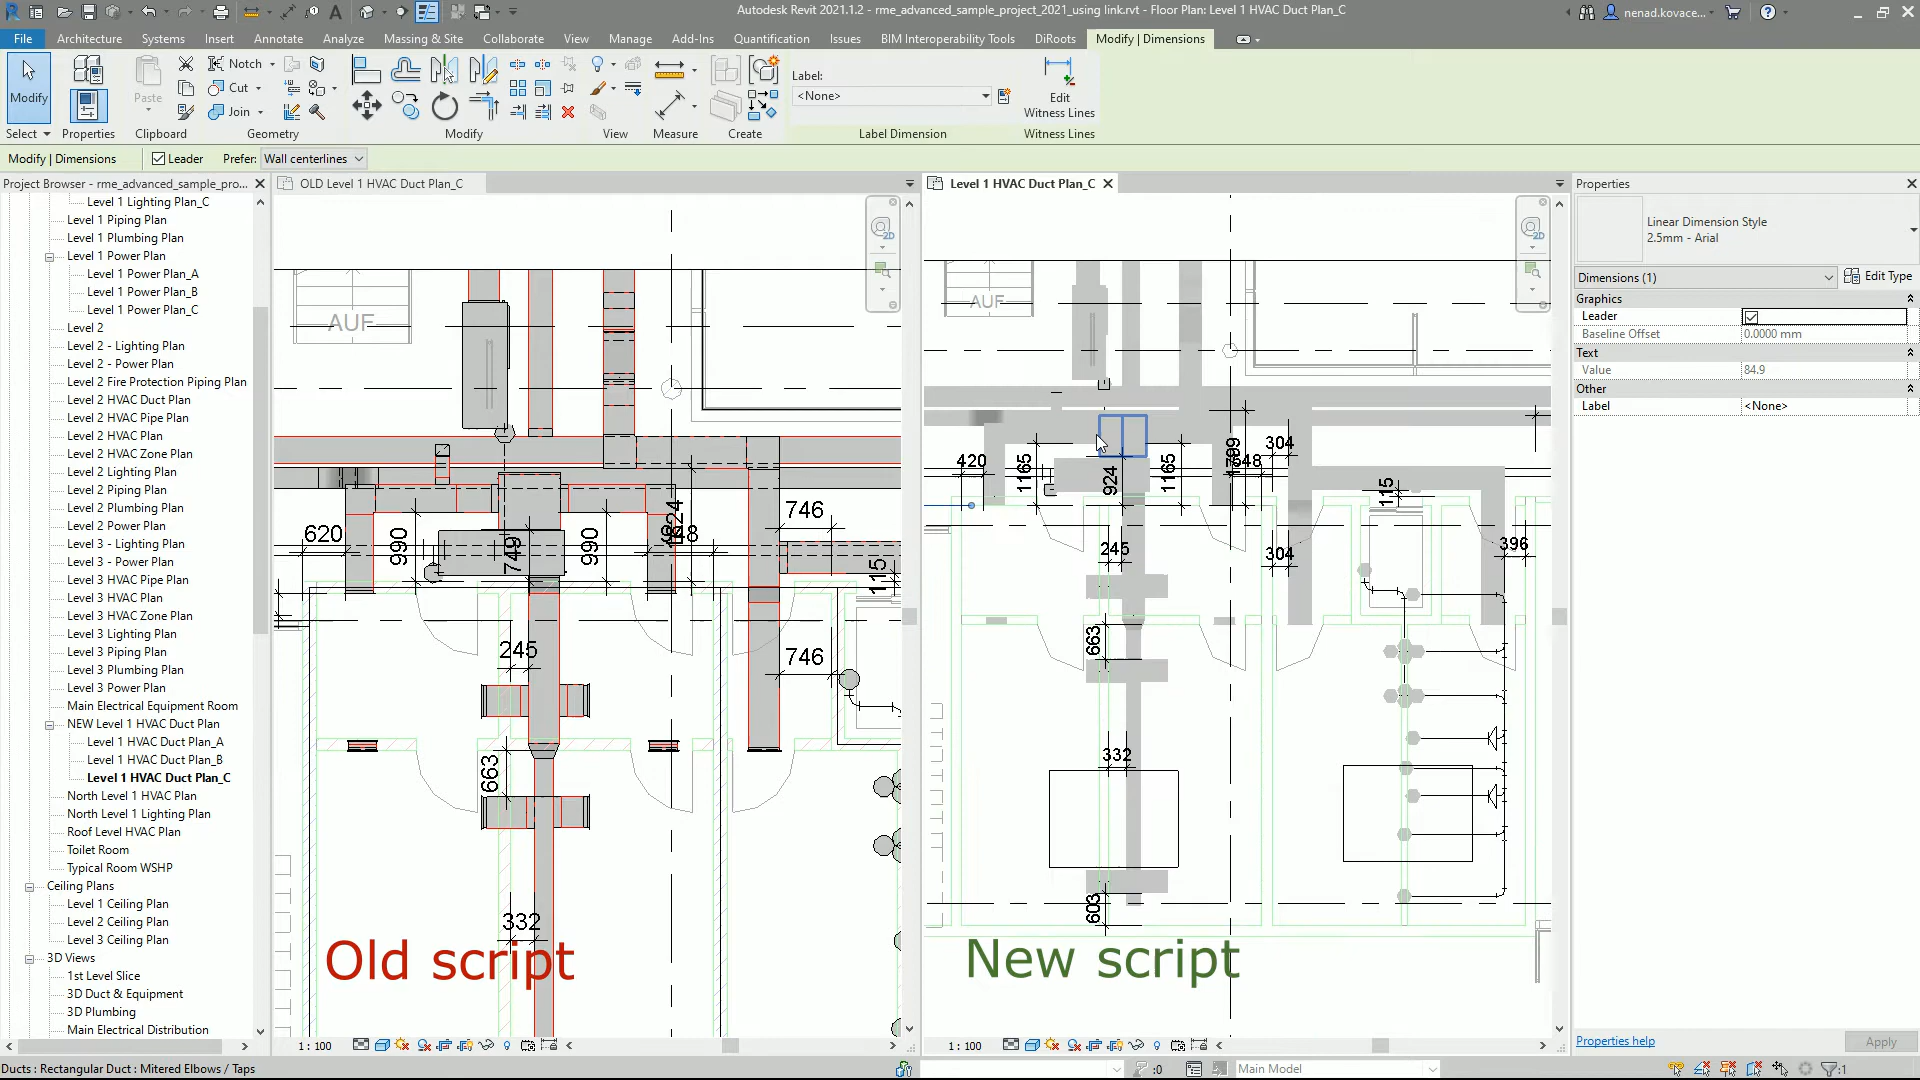 Autodesk Revit 2021.1.2 - rme_advanced_sample_project_2021_using link.rvt - Floor Plan: Level 1 HVAC Duct Plan_C
nenad.kovace...
File Architecture Systems Insert Annotate Analyze Massing & Site Collaborate View Manage Add-Ins Quantification Issues BIM Interoperability Tools DiRoots Modify | Dimensions
Modify
Paste
Notch
Cut
Join
Label:
<None>
Edit
Witness Lines
Select Properties Clipboard Geometry Modify View Measure Create Label Dimension Witness Lines
Modify | Dimensions Leader Prefer: Wall centerlines
Project Browser - rme_advanced_sample_pro...
Level 1 Lighting Plan_C
Level 1 Piping Plan
Level 1 Plumbing Plan
Level 1 Power Plan
Level 1 Power Plan_A
Level 1 Power Plan_B
Level 1 Power Plan_C
Level 2
Level 2 - Lighting Plan
Level 2 - Power Plan
Level 2 Fire Protection Piping Plan
Level 2 HVAC Duct Plan
Level 2 HVAC Pipe Plan
Level 2 HVAC Plan
Level 2 HVAC Zone Plan
Level 2 Lighting Plan
Level 2 Piping Plan
Level 2 Plumbing Plan
Level 2 Power Plan
Level 3 - Lighting Plan
Level 3 - Power Plan
Level 3 HVAC Pipe Plan
Level 3 HVAC Plan
Level 3 HVAC Zone Plan
Level 3 Lighting Plan
Level 3 Piping Plan
Level 3 Plumbing Plan
Level 3 Power Plan
Main Electrical Equipment Room
NEW Level 1 HVAC Duct Plan
Level 1 HVAC Duct Plan_A
Level 1 HVAC Duct Plan_B
Level 1 HVAC Duct Plan_C
North Level 1 HVAC Plan
North Level 1 Lighting Plan
Roof Level HVAC Plan
Toilet Room
Typical Room WSHP
Ceiling Plans
Level 1 Ceiling Plan
Level 2 Ceiling Plan
Level 3 Ceiling Plan
3D Views
1st Level Slice
3D Duct & Equipment
3D Plumbing
Main Electrical Distribution
OLD Level 1 HVAC Duct Plan_C
2D
AUF
746
620
990
749
990
115
245
746
663
332
Old script
1 : 100
Level 1 HVAC Duct Plan_C
2D
AUF
420
1165
924
1165
304
115
245
304
396
663
332
603
New script
1 : 100
Properties
Linear Dimension Style
2.5mm - Arial
Dimensions (1)
Edit Type
Graphics
Leader
Baseline Offset 0.0000 mm
Text
Value 84.9
Other
Label <None>
Properties help
Apply
Ducts : Rectangular Duct : Mitered Elbows / Taps
:0
Main Model
:1